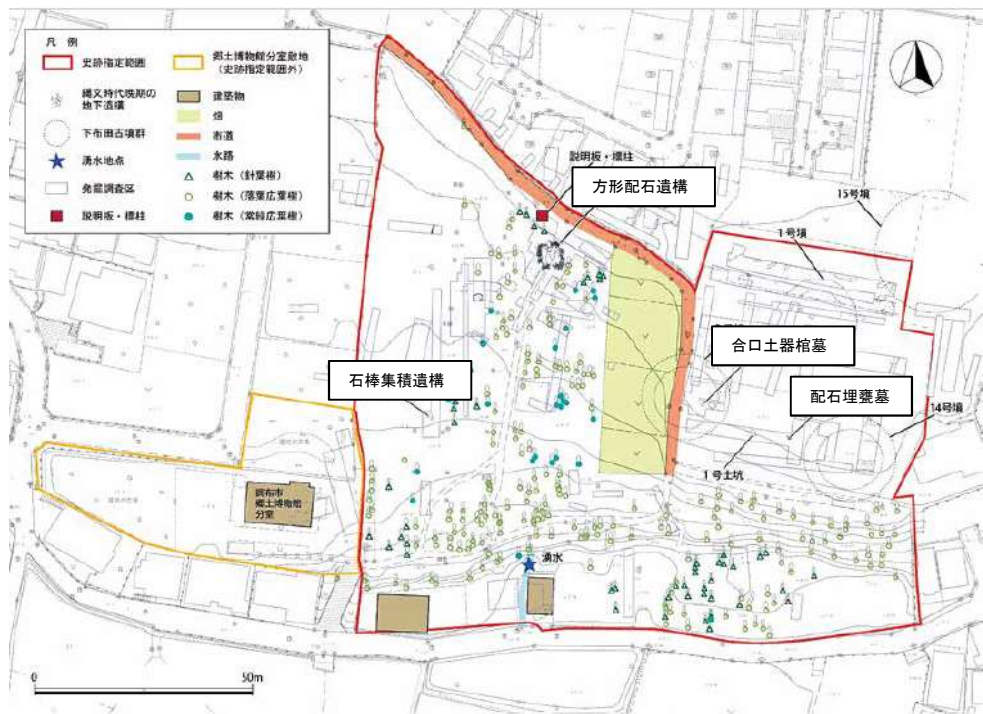 凡 例
史跡指定範囲
縄文時代晩期の
地下遺構
下布田古墳群
湧水地点
発掘調査区
説明板・標柱
郷土博物館分室敷地
(史跡指定範囲外)
建築物
畑
市道
水路
樹木(針葉樹)
樹木(落葉広葉樹)
樹木(常緑広葉樹)
説明板・標柱
方形配石遺構
15号墳
1号墳
合口土器棺墓
石棒集積遺構
配石埋甕墓
14号墳
1号土坑
調布市
郷土博物館
分室
湧水
0
50m